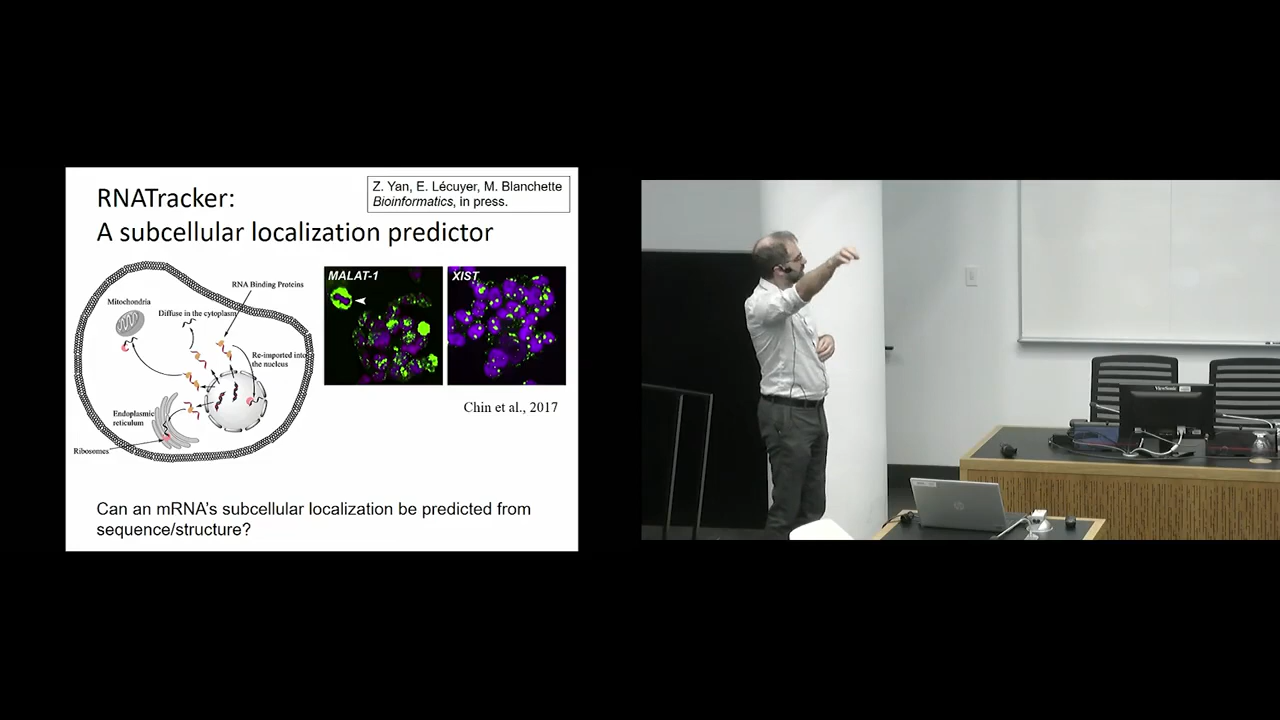 RNATracker:
A subcellular localization predictor
Z. Yan, E. Lécuyer, M. Blanchette
Bioinformatics, in press.
RNA Binding Proteins
Mitochondria
Diffuse in the cytoplasm
Re-imported into
the nucleus
Endoplasmic
reticulum
Ribosomes
MALAT-1
XIST
Chin et al., 2017
Can an mRNA's subcellular localization be predicted from
sequence/structure?
ViewSonic
hp